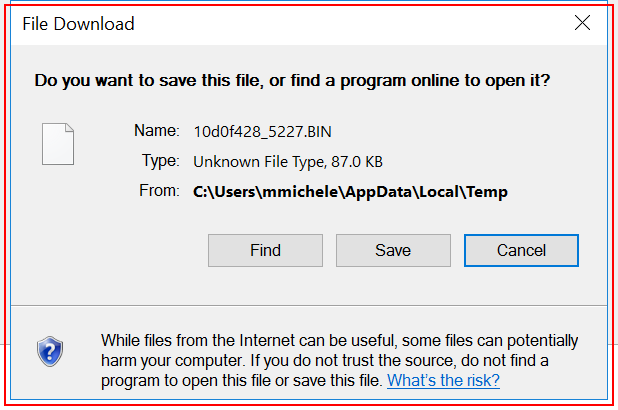 File Download
Do you want to save this file, or find a program online to open it?
Name: 10d0f428_5227.BIN
Type: Unknown File Type, 87.0 KB
From: C:\Users\mmichele\AppData\Local\Temp
Find Save Cancel
While files from the Internet can be useful, some files can potentially
harm your computer. If you do not trust the source, do not find a
program to open this file or save this file. What's the risk?